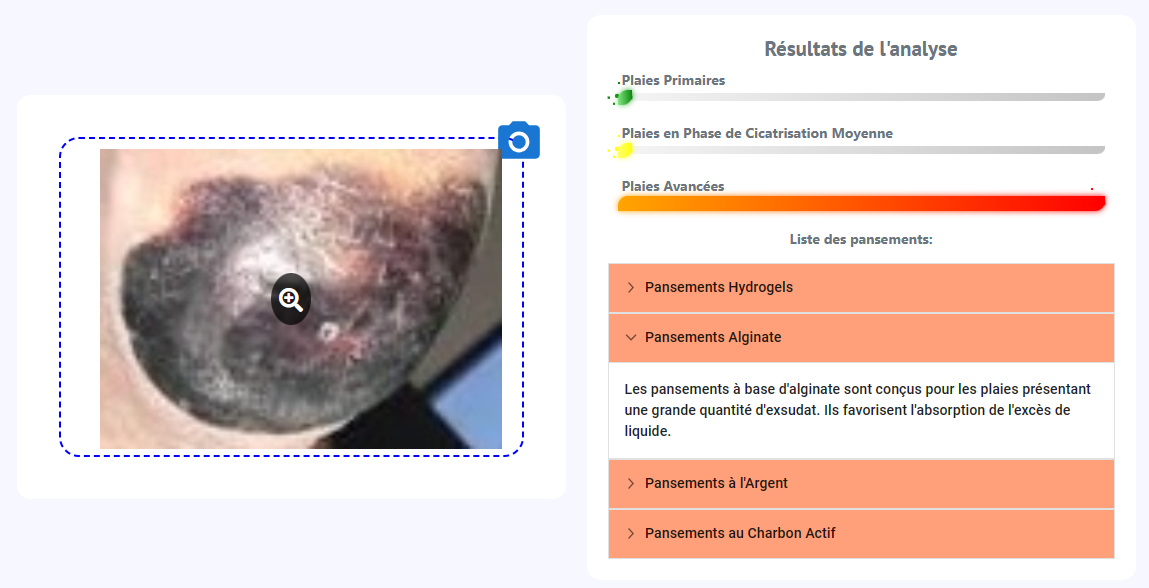 Résultats de l'analyse
Plaies Primaires
Plaies en Phase de Cicatrisation Moyenne
Plaies Avancées
Liste des pansements:
Pansements Hydrogels
Pansements Alginate
Les pansements à base d'alginate sont conçus pour les plaies présentant
une grande quantité d'exsudat. Ils favorisent l'absorption de l'excès de
liquide.
Pansements à l'Argent
Pansements au Charbon Actif